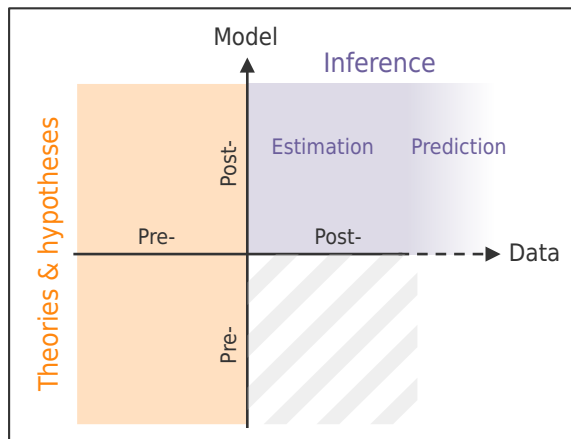 Model
Inference
Theories & hypotheses
Post-
Estimation
Prediction
Pre-
Post-
Data
Pre-